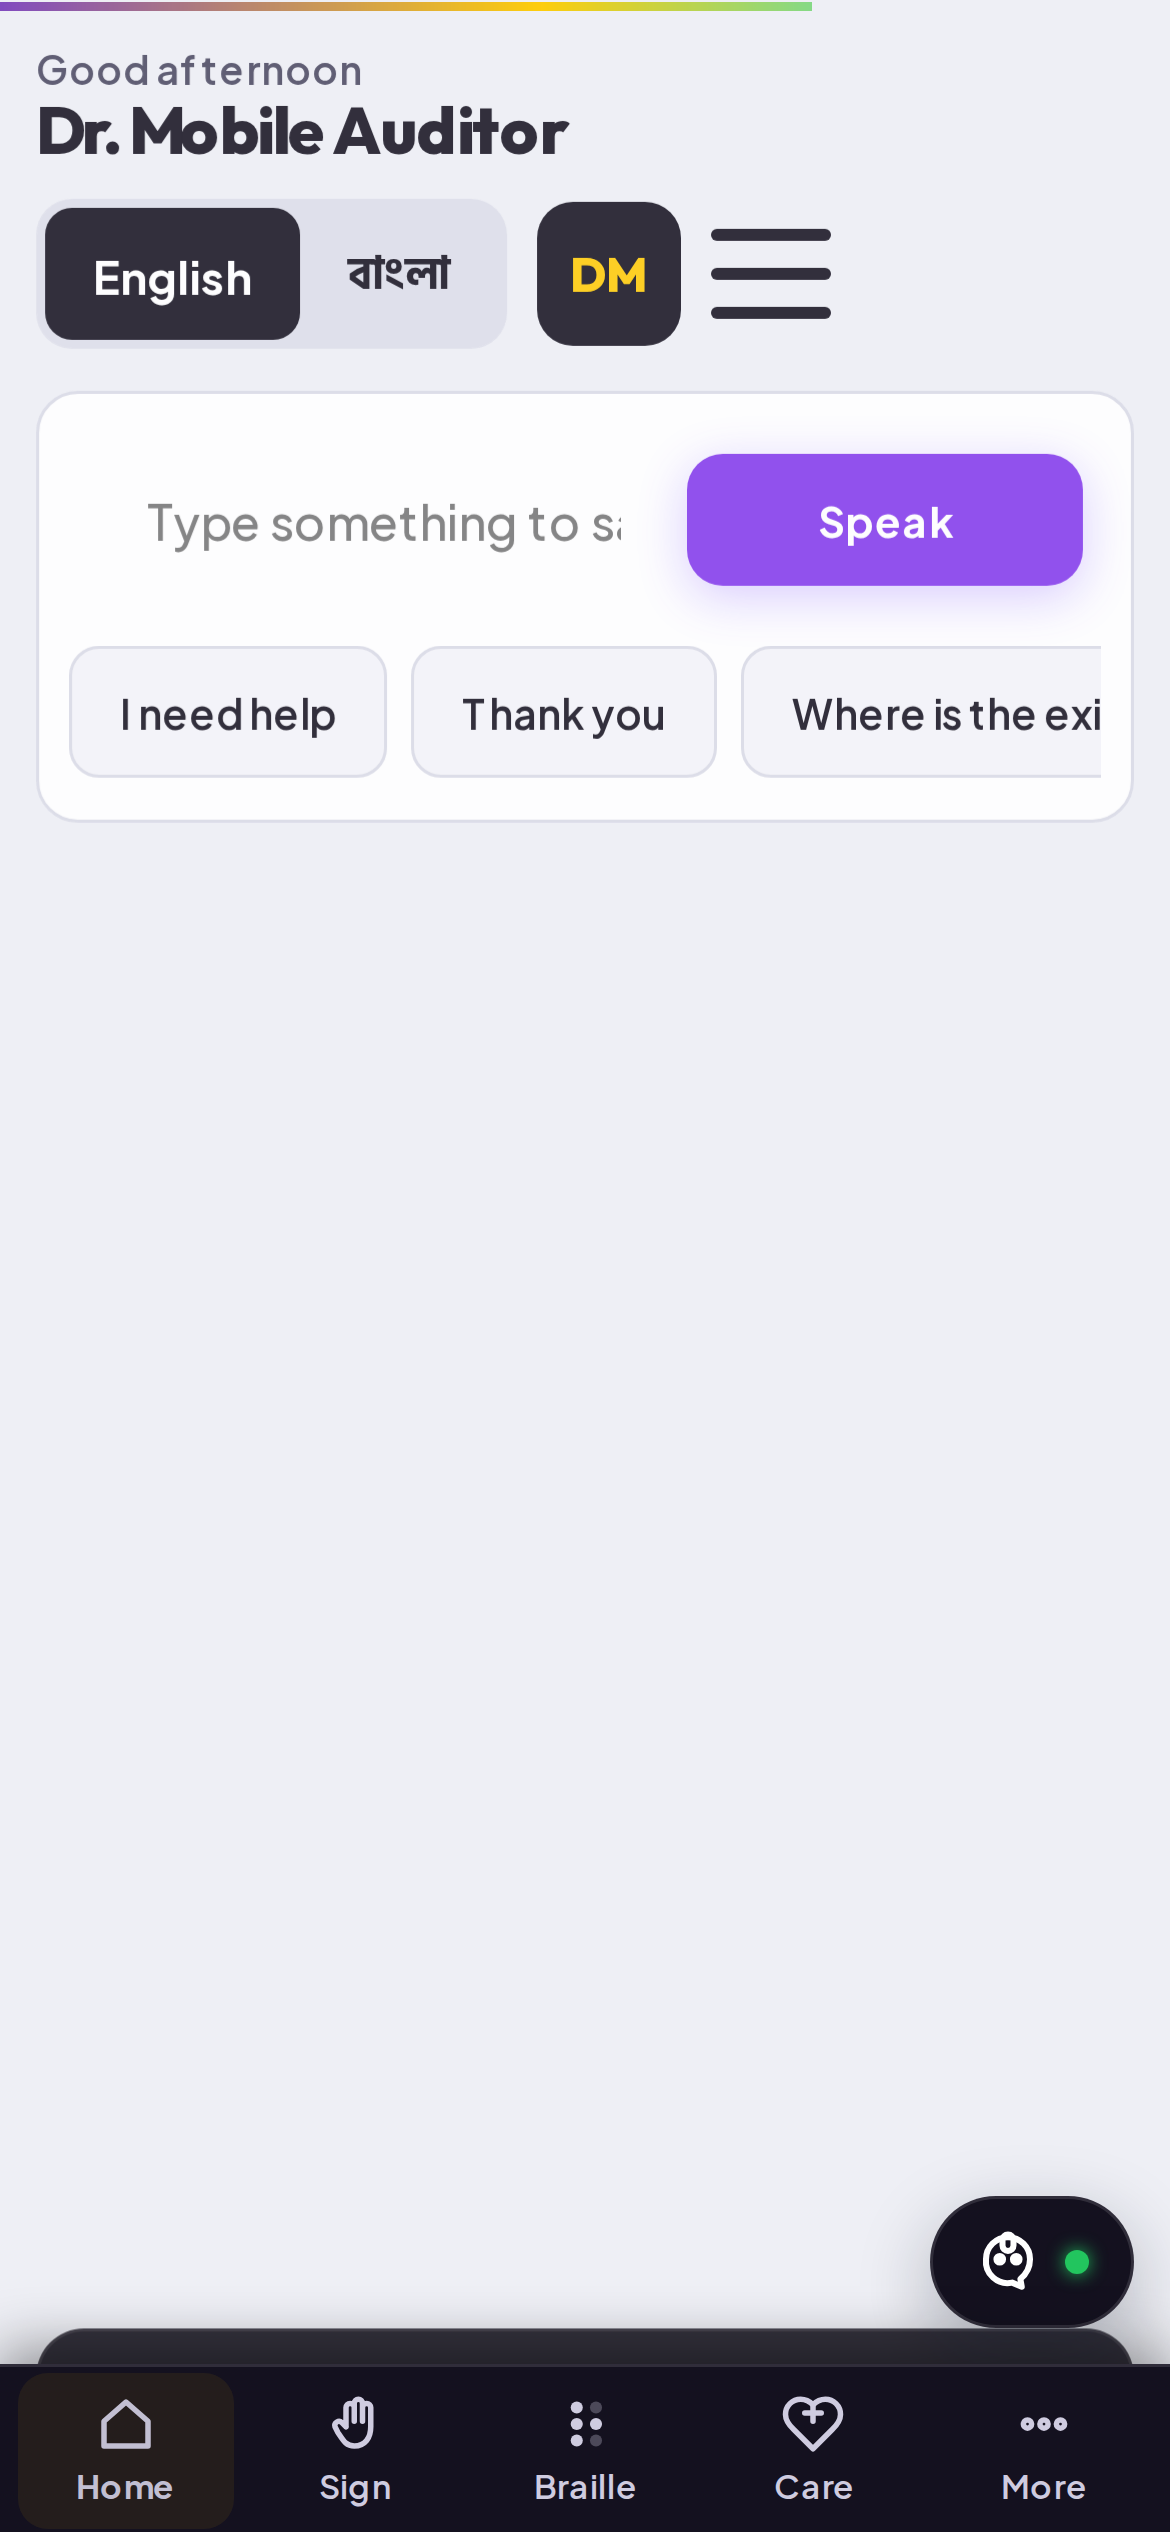 Good afternoon
Dr. Mobile Auditor
English
বাংলা
DM
Type something to sa
Speak
I need help
Thank you
Where is the exi
Home
Sign
Braille
Care
More